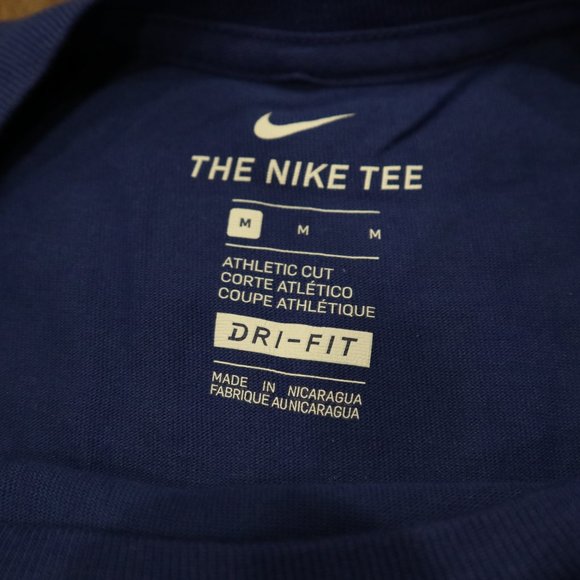 THE NIKE TEE
M M M
ATHLETIC CUT
CORTE ATLÉTICO
COUPE ATHLÉTIQUE
DRI-FIT
MADE IN NICARAGUA
FABRIQUE AU NICARAGUA